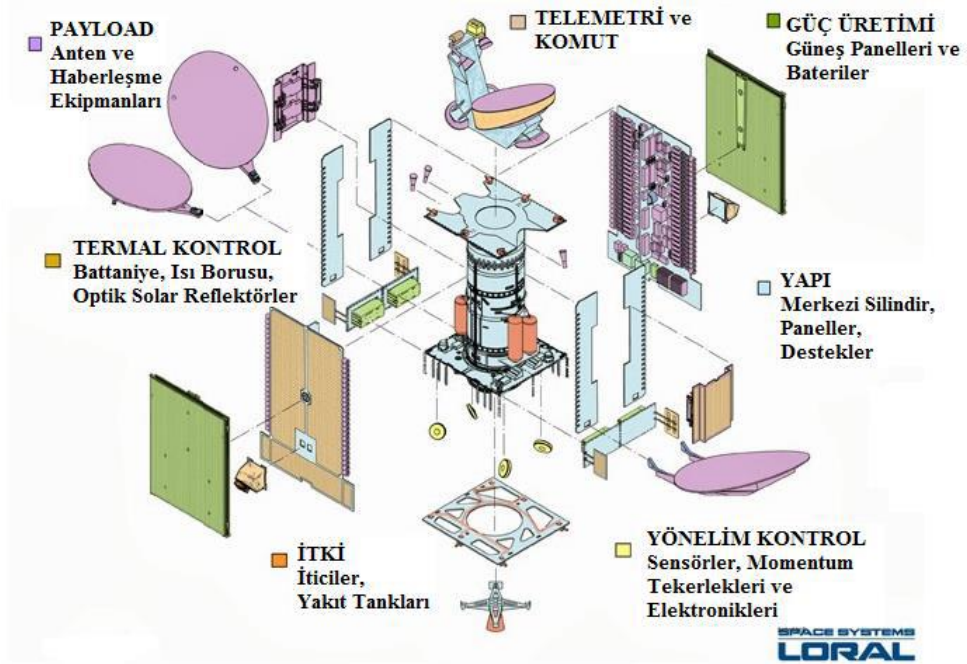 PAYLOAD
Anten ve
Haberleşme
Ekipmanları
TELEMETRİ ve
KOMUT
GÜÇ ÜRETİMİ
Güneş Panelleri ve
Bateriler
TERMAL KONTROL
Battaniye, Isı Borusu,
Optik Solar Reflektörler
YAPI
Merkezi Silindir,
Paneller,
Destekler
İTKİ
İticiler,
Yakıt Tankları
YÖNELİM KONTROL
Sensörler, Momentum
Tekerlekleri ve
Elektronikleri
SPACE SYSTEMS
LORAL